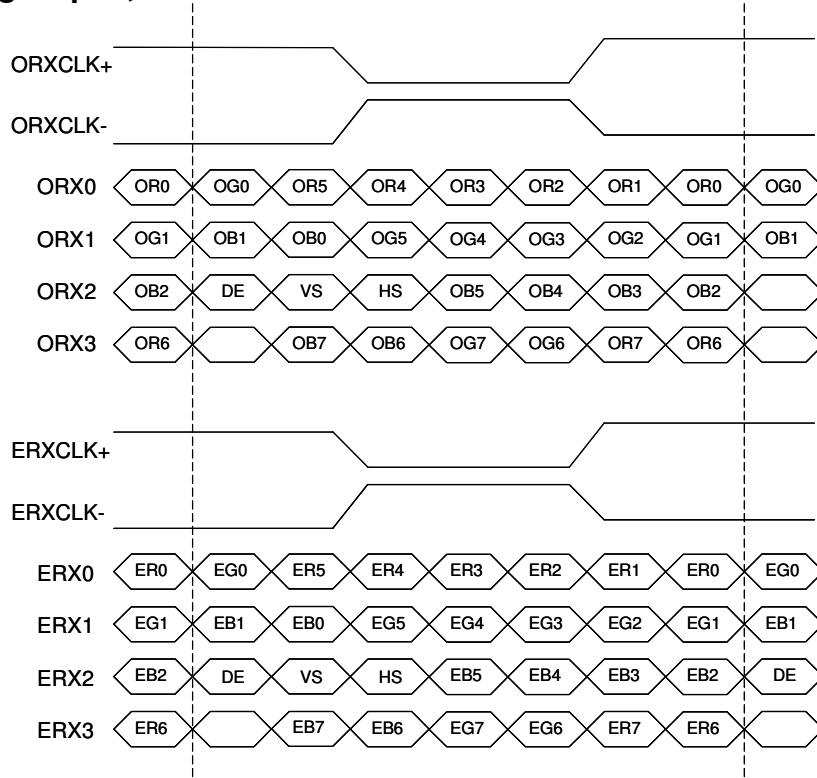 ORXCLK+
ORXCLK-
ORX0 OR0 OG0 OR5 OR4 OR3 OR2 OR1 OR0 OG0
ORX1 OG1 OB1 OB0 OG5 OG4 OG3 OG2 OG1 OB1
ORX2 OB2 DE VS HS OB5 OB4 OB3 OB2
ORX3 OR6 OB7 OB6 OG7 OG6 OR7 OR6
ERXCLK+
ERXCLK-
ERX0 ER0 EG0 ER5 ER4 ER3 ER2 ER1 ER0 EG0
ERX1 EG1 EB1 EB0 EG5 EG4 EG3 EG2 EG1 EB1
ERX2 EB2 DE VS HS EB5 EB4 EB3 EB2 DE
ERX3 ER6 EB7 EB6 EG7 EG6 ER7 ER6